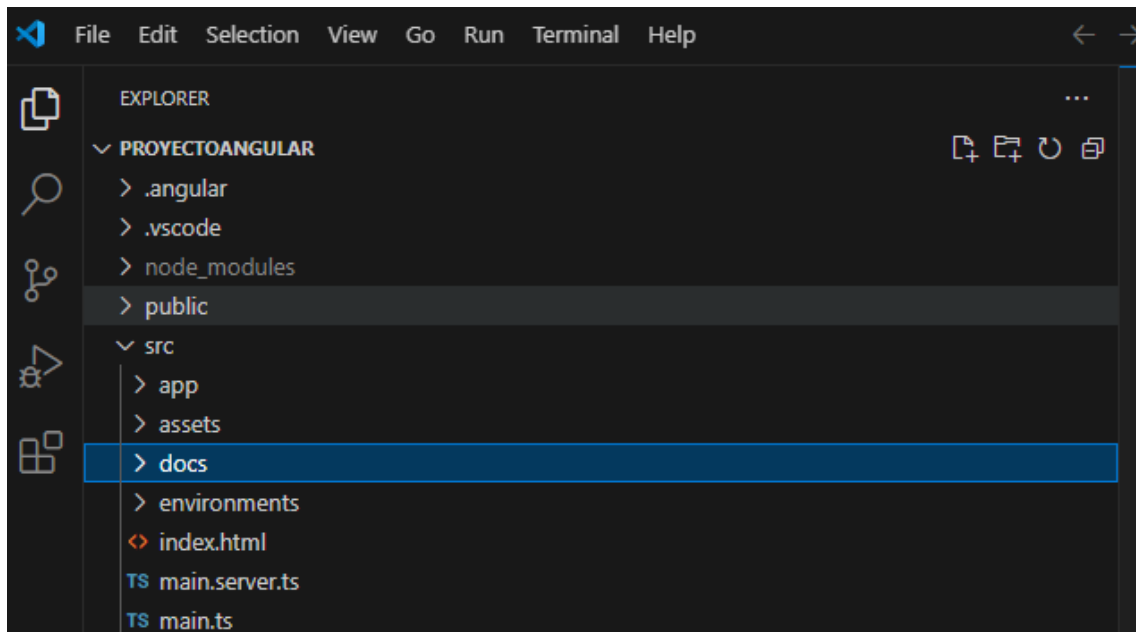 File Edit Selection View Go Run Terminal Help
EXPLORER
PROYECTOANGULAR
.angular
.vscode
node_modules
public
src
app
assets
docs
environments
index.html
TS main.server.ts
TS main.ts